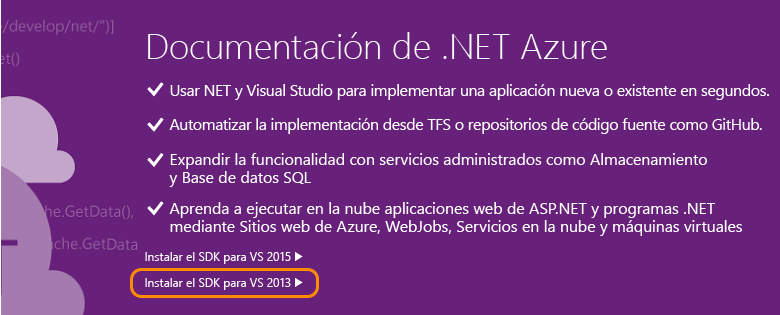 e/develop/net/")]
et()
Documentación de .NET Azure
Usar NET y Visual Studio para implementar una aplicación nueva o existente en segundos.
Automatizar la implementación desde TFS o repositorios de código fuente como GitHub.
Expandir la funcionalidad con servicios administrados como Almacenamiento
y Base de datos SQL
Aprenda a ejecutar en la nube aplicaciones web de ASP.NET y programas .NET
mediante Sitios web de Azure, WebJobs, Servicios en la nube y máquinas virtuales
che.GetData(),
ache.GetData
Instalar el SDK para VS 2015
Instalar el SDK para VS 2013